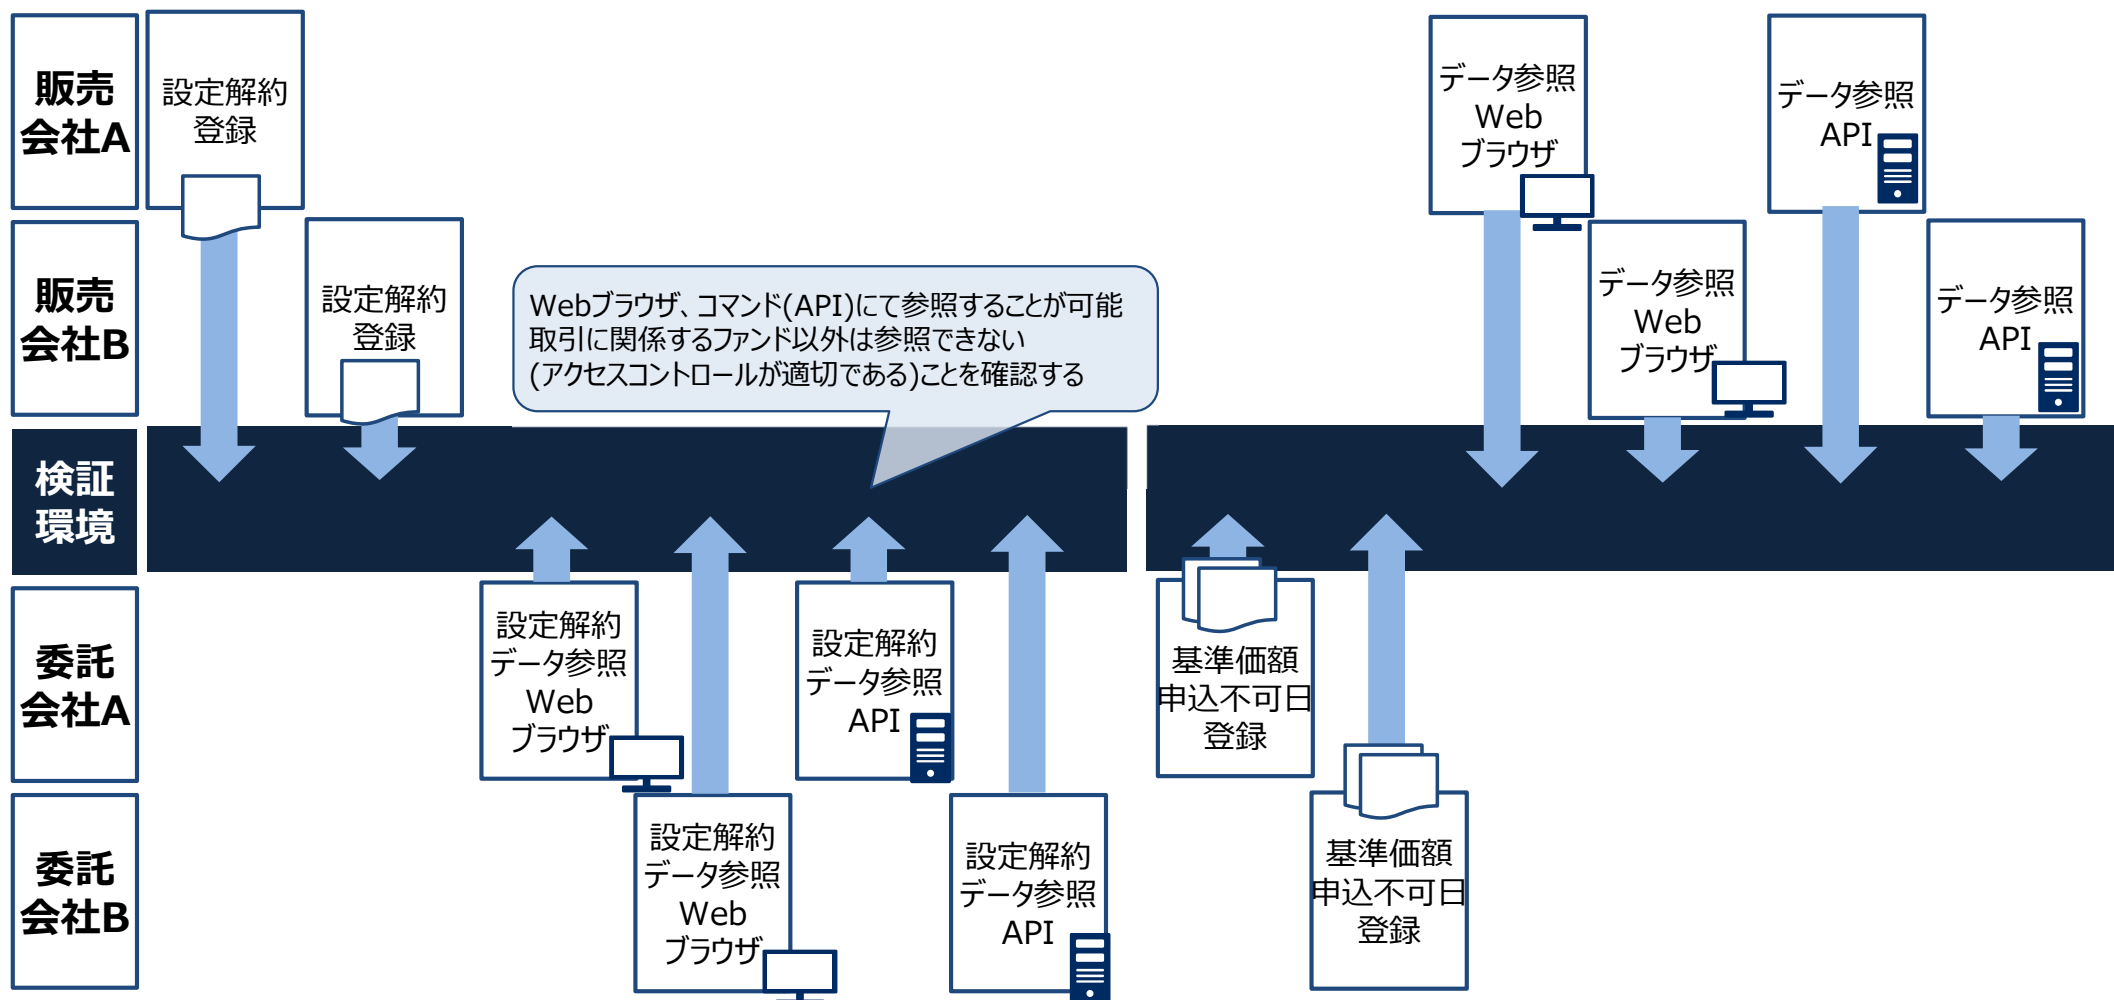 販売
会社A
設定解約
登録
データ参照
Web
ブラウザ
データ参照
API
販売
会社B
設定解約
登録
Webブラウザ、コマンド(API)にて参照することが可能
取引に関係するファンド以外は参照できない
(アクセスコントロールが適切である)ことを確認する
データ参照
Web
ブラウザ
データ参照
API
検証
環境
委託
会社A
設定解約
データ参照
Web
ブラウザ
設定解約
データ参照
API
基準価額
申込不可日
登録
委託
会社B
設定解約
データ参照
Web
ブラウザ
設定解約
データ参照
API
基準価額
申込不可日
登録